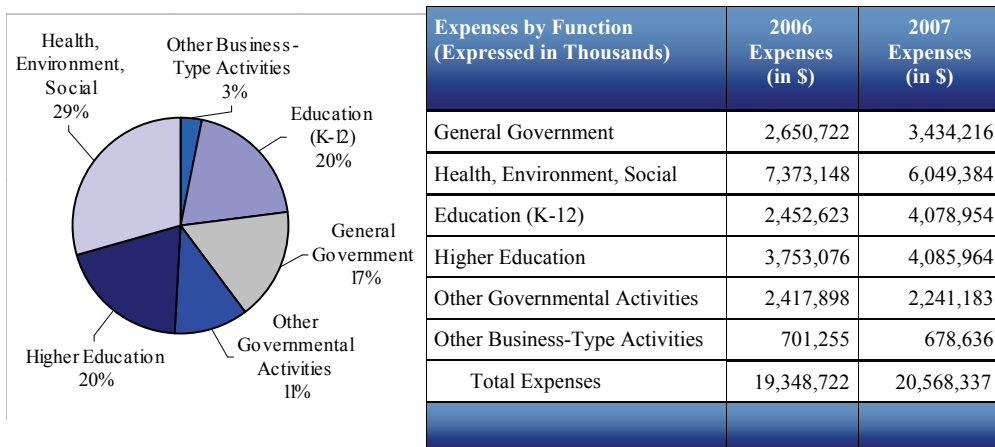 Health,
Environment,
Social
29%
Other Business-
Type Activities
3%
Education
(K-12)
20%
General
Government
17%
Other
Governmental
Activities
11%
Higher Education
20%
Expenses by Function
(Expressed in Thousands)
2006
Expenses
(in $)
2007
Expenses
(in $)
General Government 2,650,722 3,434,216
Health, Environment, Social 7,373,148 6,049,384
Education (K-12) 2,452,623 4,078,954
Higher Education 3,753,076 4,085,964
Other Governmental Activities 2,417,898 2,241,183
Other Business-Type Activities 701,255 678,636
Total Expenses 19,348,722 20,568,337